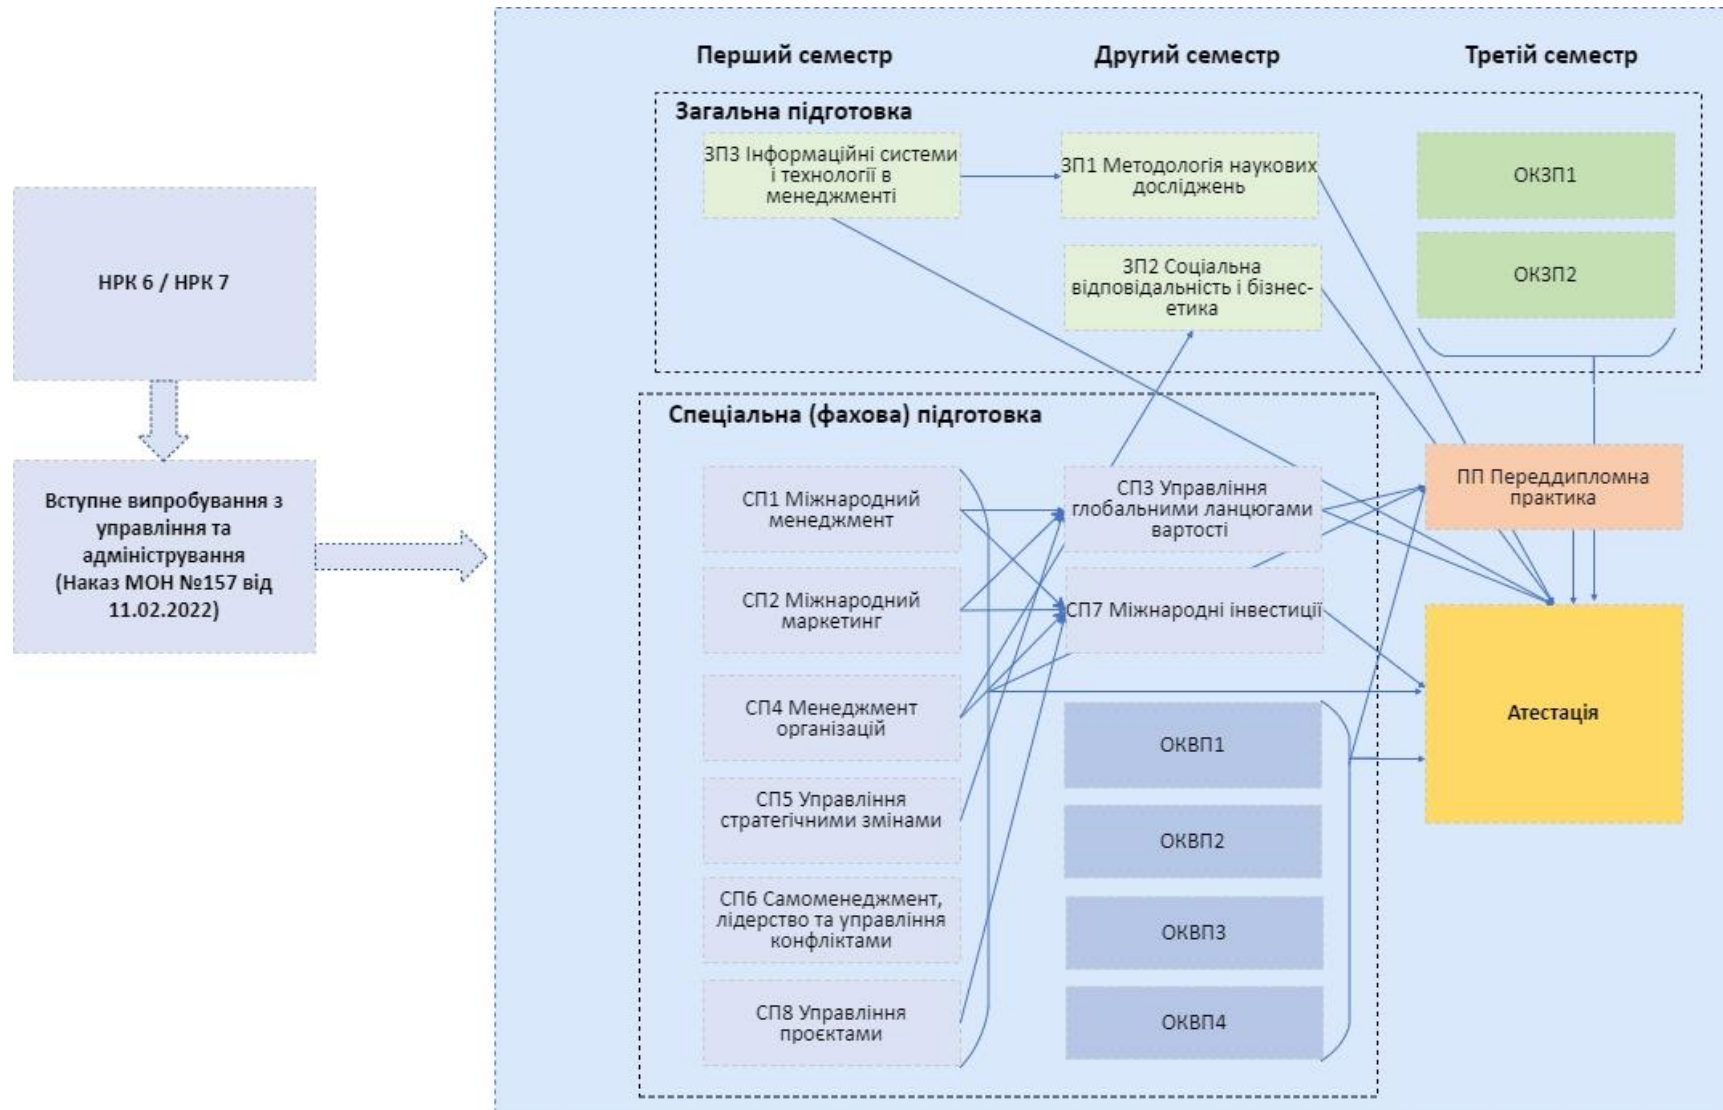 Перший семестр
Другий семестр
Третій семестр
Загальна підготовка
ЗП3 Інформаційні системи
і технології в
менеджменті
ЗП1 Методологія наукових
досліджень
ОКЗП1
ЗП2 Соціальна
відповідальність і бізнес-
етика
ОКЗП2
НРК 6 / НРК 7
Вступне випробування з
управління та
адміністрування
(Наказ МОН №157 від
11.02.2022)
Спеціальна (фахова) підготовка
СП1 Міжнародний
менеджмент
СП3 Управління
глобальними ланцюгами
вартості
ПП Переддипломна
практика
СП2 Міжнародний
маркетинг
СП7 Міжнародні інвестиції
СП4 Менеджмент
організацій
ОКВП1
Атестація
СП5 Управління
стратегічними змінами
ОКВП2
СП6 Самоменеджмент,
лідерство та управління
конфліктами
ОКВП3
СП8 Управління
проєктами
ОКВП4